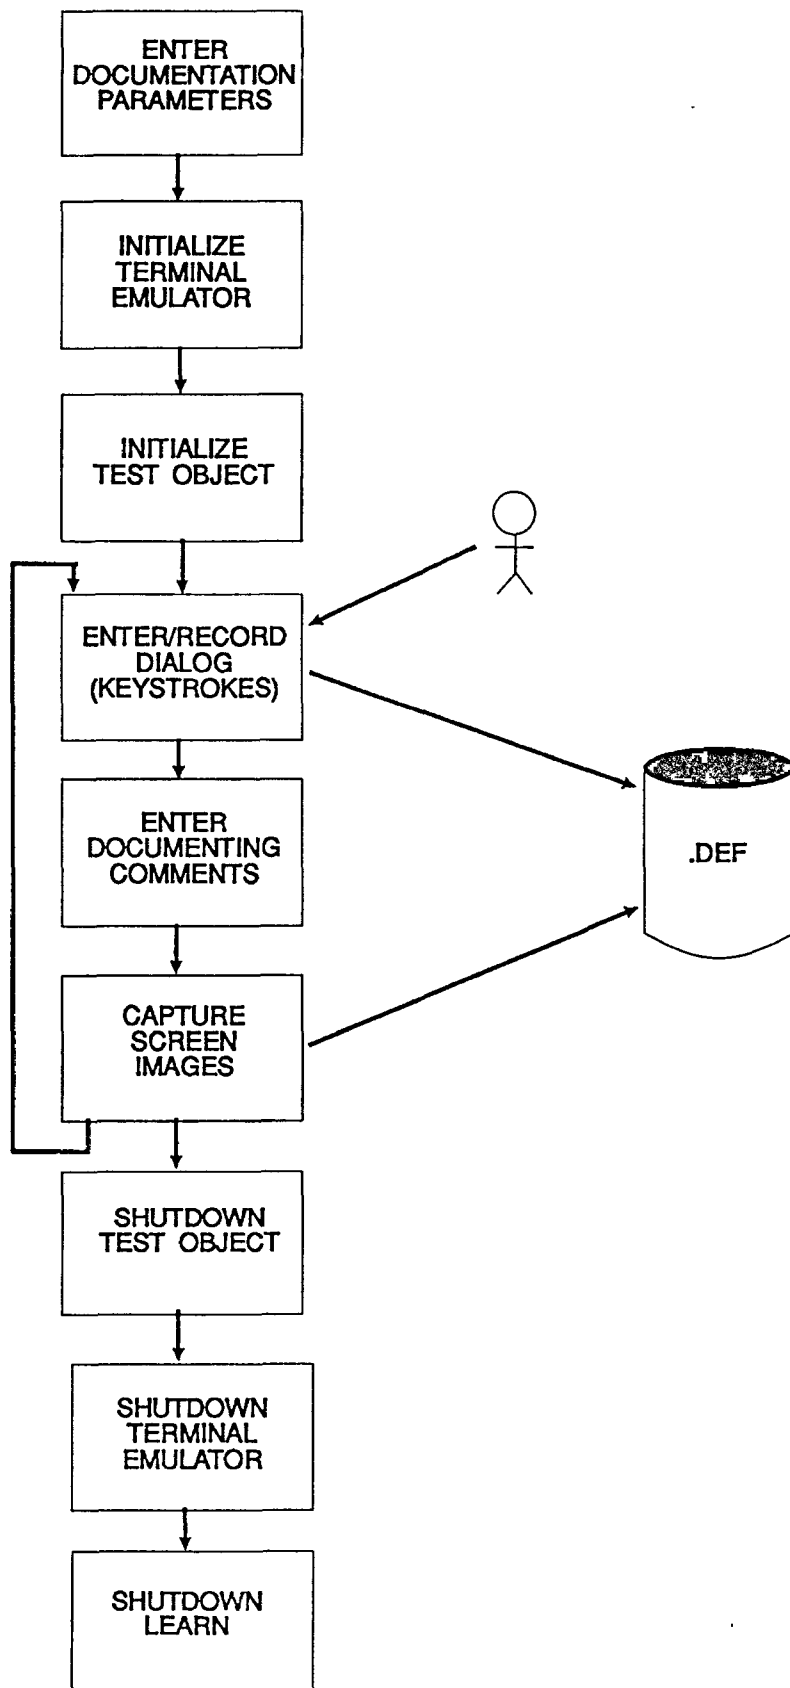 ENTER
DOCUMENTATION
PARAMETERS
INITIALIZE
TERMINAL
EMULATOR
INITIALIZE
TEST OBJECT
ENTER/RECORD
DIALOG
(KEYSTROKES)
ENTER
DOCUMENTING
COMMENTS
.DEF
CAPTURE
SCREEN
IMAGES
SHUTDOWN
TEST OBJECT
SHUTDOWN
TERMINAL
EMULATOR
SHUTDOWN
LEARN